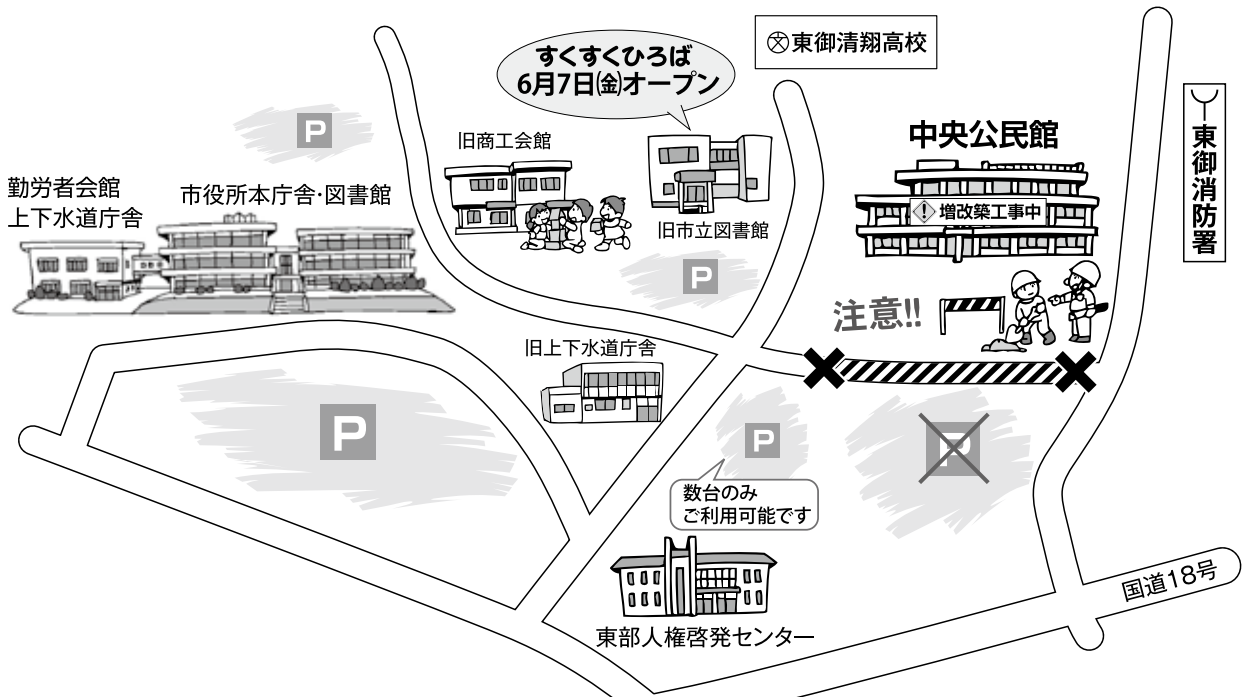 すくすくひろば
6月7日㈮オープン
東御清翔高校
東御消防署
中央公民館
増改築工事中
旧商工会館
旧市立図書館
勤労者会館
上下水道庁舎
市役所本庁舎・図書館
P
P
注意!!
旧上下水道庁舎
P
P
P
数台のみ
ご利用可能です
東部人権啓発センター
国道18号